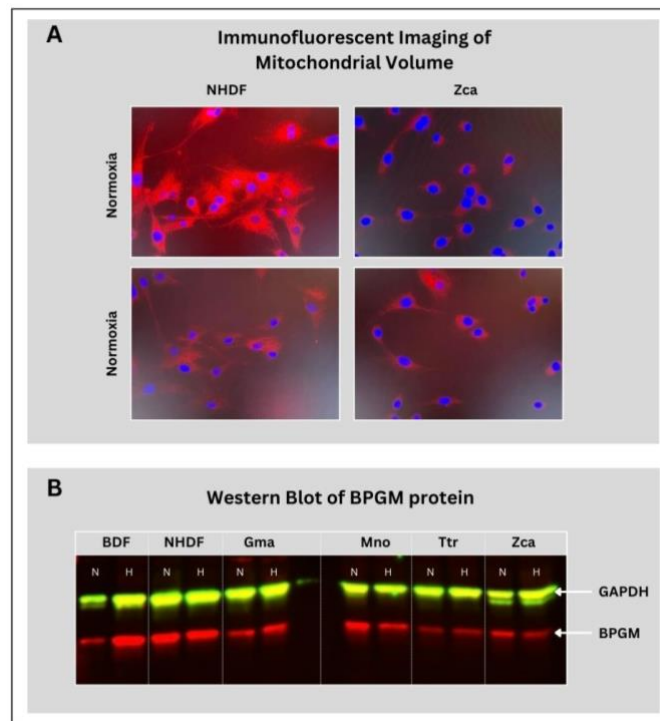 A
Immunofluorescent Imaging of
Mitochondrial Volume
NHDF Zca
Normoxia
Normoxia
B
Western Blot of BPGM protein
BDF NHDF Gma Mno Ttr Zca
N H N H N H N H N H N H
GAPDH
BPGM